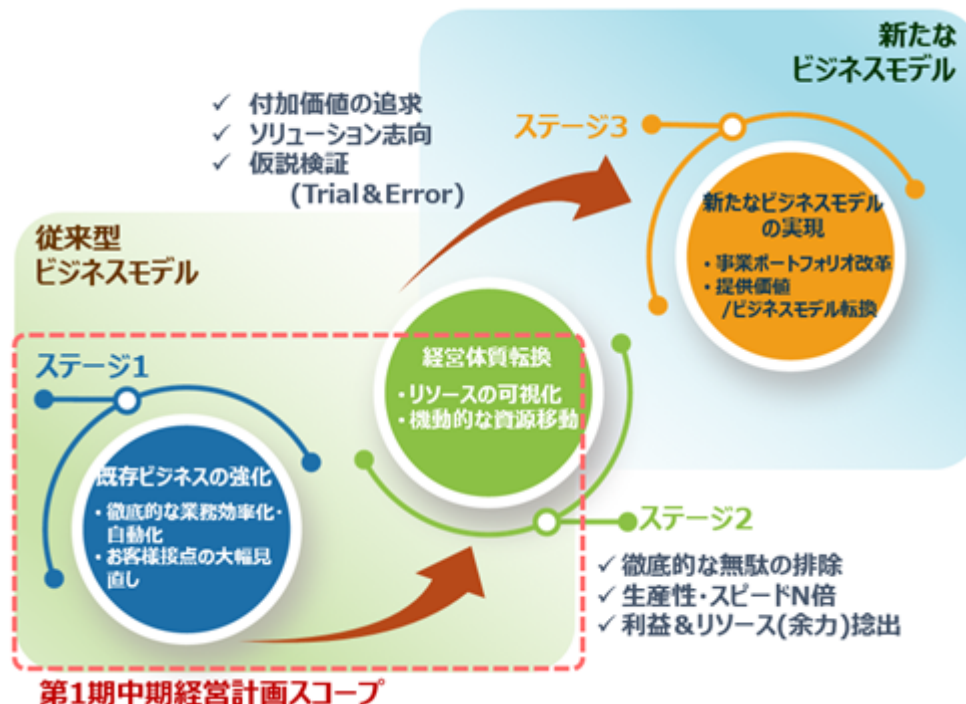 新たな
ビジネスモデル
✓ 付加価値の追求
✓ ソリューション志向
✓ 仮説検証
(Trial&Error)
ステージ3
新たなビジネスモデル
の実現
・事業ポートフォリオ改革
・提供価値
/ビジネスモデル転換
従来型
ビジネスモデル
ステージ1
経営体質転換
・リソースの可視化
・機動的な資源移動
既存ビジネスの強化
・徹底的な業務効率化・
自動化
・お客様接点の大幅見
直し
ステージ2
✓ 徹底的な無駄の排除
✓ 生産性・スピードN倍
✓ 利益&リソース(余力)捻出
第1期中期経営計画スコープ